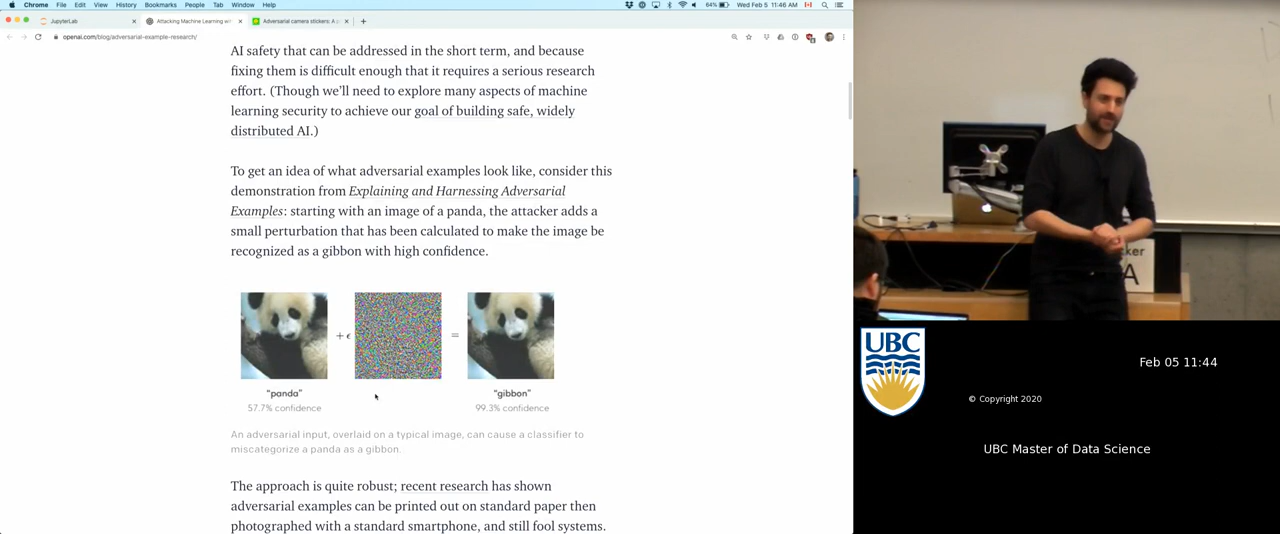 Chrome File Edit View History Bookmarks People Tab Window Help
64% Wed Feb 5 11:46 AM
JupyterLab
Attacking Machine Learning wit
Adversarial camera stickers: A p
openai.com/blog/adversarial-example-research/
AI safety that can be addressed in the short term, and because
fixing them is difficult enough that it requires a serious research
effort. (Though we’ll need to explore many aspects of machine
learning security to achieve our goal of building safe, widely
distributed AI.)
To get an idea of what adversarial examples look like, consider this
demonstration from Explaining and Harnessing Adversarial
Examples: starting with an image of a panda, the attacker adds a
small perturbation that has been calculated to make the image be
recognized as a gibbon with high confidence.
+ ϵ =
“panda” “gibbon”
57.7% confidence 99.3% confidence
An adversarial input, overlaid on a typical image, can cause a classifier to
miscategorize a panda as a gibbon.
The approach is quite robust; recent research has shown
adversarial examples can be printed out on standard paper then
photographed with a standard smartphone, and still fool systems.
UBC
Feb 05 11:44
© Copyright 2020
UBC Master of Data Science